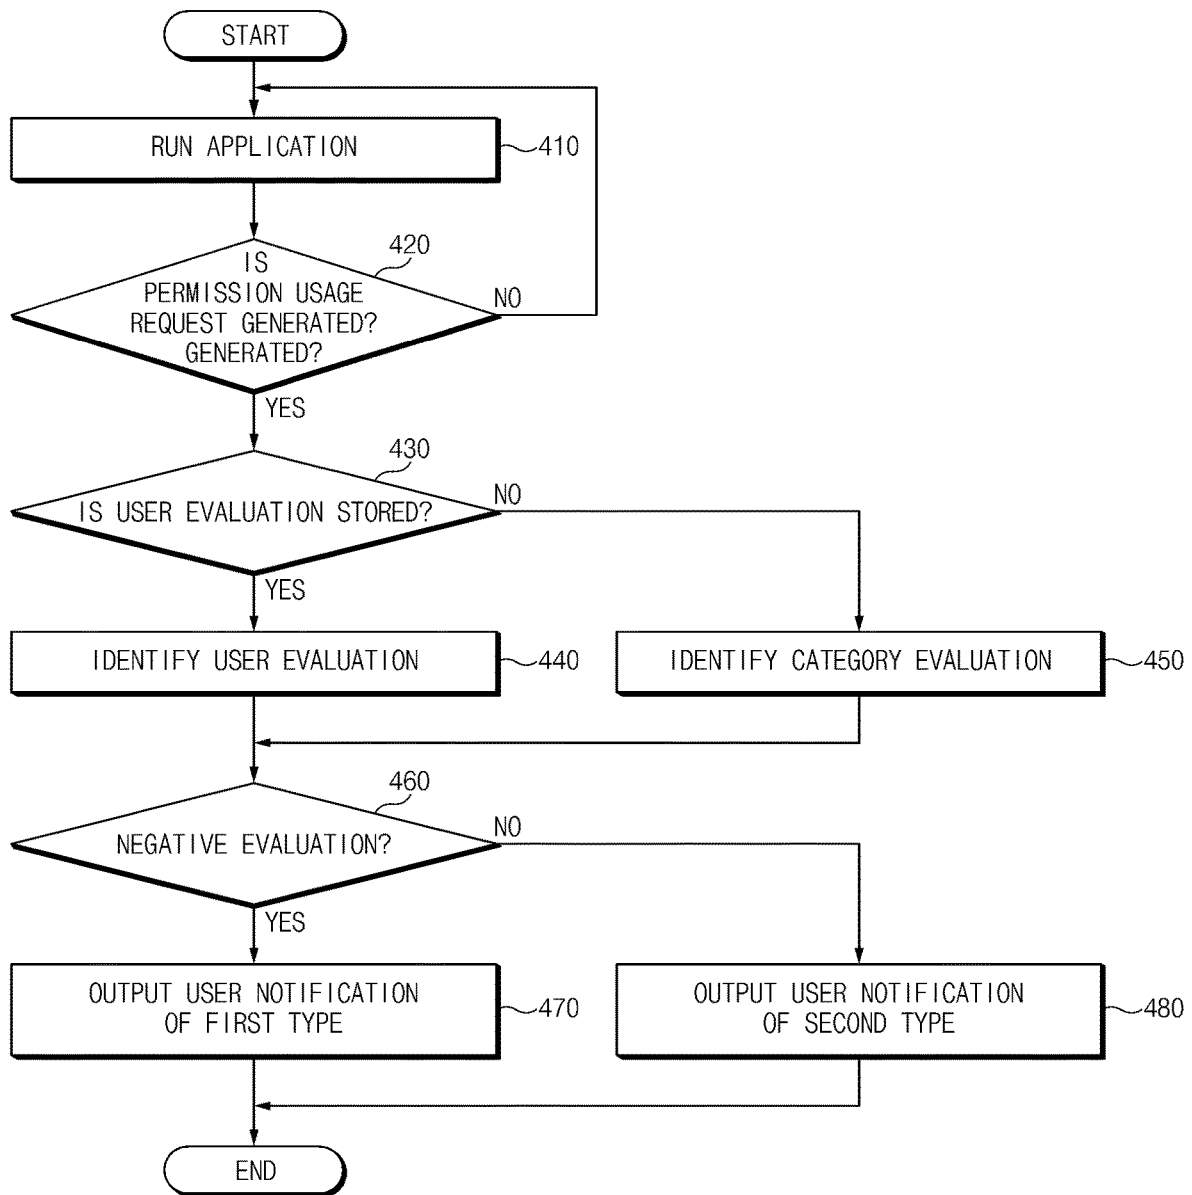 START
RUN APPLICATION
410
420
IS
PERMISSION USAGE
REQUEST GENERATED?
GENERATED?
NO
YES
430
IS USER EVALUATION STORED?
NO
YES
IDENTIFY USER EVALUATION
440
IDENTIFY CATEGORY EVALUATION
450
460
NEGATIVE EVALUATION?
NO
YES
OUTPUT USER NOTIFICATION
OF FIRST TYPE
470
OUTPUT USER NOTIFICATION
OF SECOND TYPE
480
END